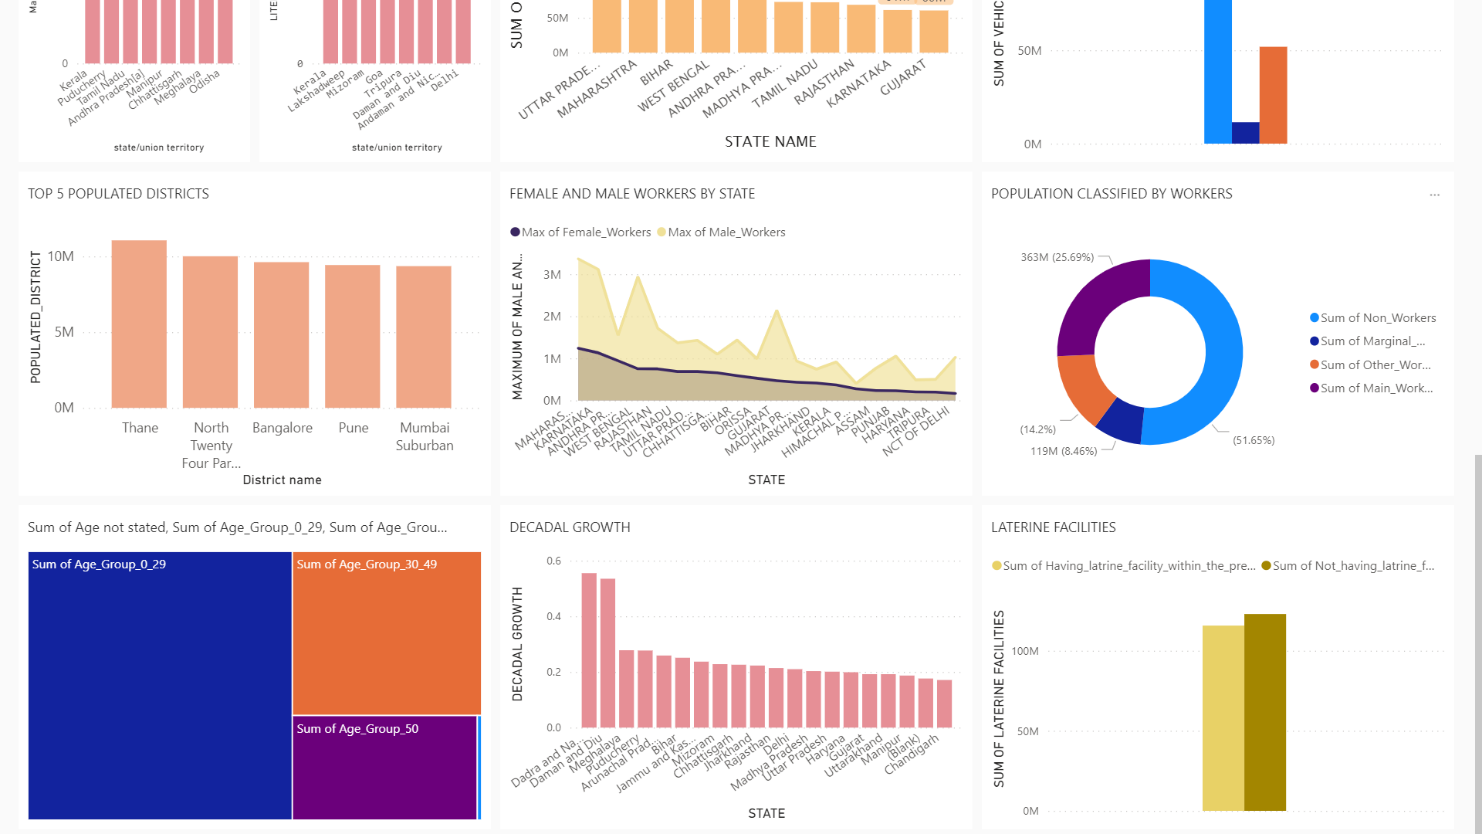 0
Kerala
Puducherry
Tamil Nadu
Andhra Pradesh[a]
Manipur
Chhattisgarh
Meghalaya
Odisha
state/union territory
0
Kerala
Lakshadweep
Mizoram
Goa
Tripura
Daman and Diu
Andaman and Nic...
Delhi
state/union territory
50M
0M
UTTAR PRADE...
MAHARASHTRA
BIHAR
WEST BENGAL
ANDHRA PRA...
MADHYA PRA...
TAMIL NADU
RAJASTHAN
KARNATAKA
GUJARAT
STATE NAME
SUM OF VEHIC
50M
0M
TOP 5 POPULATED DISTRICTS
POPULATED_DISTRICT
10M
5M
0M
Thane
North
Twenty
Four Par...
Bangalore
Pune
Mumbai
Suburban
District name
FEMALE AND MALE WORKERS BY STATE
Max of Female_Workers Max of Male_Workers
MAXIMUM OF MALE AN...
3M
2M
1M
0M
MAHARAS...
KARNATAKA
ANDHRA PR...
WEST BENGAL
RAJASTHAN
TAMIL NADU
UTTAR PRAD...
CHHATTISGA...
BIHAR
ORISSA
GUJARAT
MADHYA PR...
JHARKHAND
KERALA
HIMACHAL P...
ASSAM
PUNJAB
HARYANA
TRIPURA
NCT OF DELHI
STATE
POPULATION CLASSIFIED BY WORKERS
...
363M (25.69%)
(14.2%)
119M (8.46%)
(51.65%)
Sum of Non_Workers
Sum of Marginal_...
Sum of Other_Wor...
Sum of Main_Work...
Sum of Age not stated, Sum of Age_Group_0_29, Sum of Age_Grou...
Sum of Age_Group_0_29
Sum of Age_Group_30_49
Sum of Age_Group_50
DECADAL GROWTH
DECADAL GROWTH
0.6
0.4
0.2
0.0
Dadra and Na...
Daman and Diu
Meghalaya
Puducherry
Arunachal Prad...
Bihar
Jammu and Kas...
Mizoram
Chhattisgarh
Jharkhand
Rajasthan
Delhi
Madhya Pradesh
Uttar Pradesh
Haryana
Gujarat
Uttarakhand
Manipur
(Blank)
Chandigarh
STATE
LATERINE FACILITIES
Sum of Having_latrine_facility_within_the_pre... Sum of Not_having_latrine_f...
SUM OF LATERINE FACILITIES
100M
50M
0M